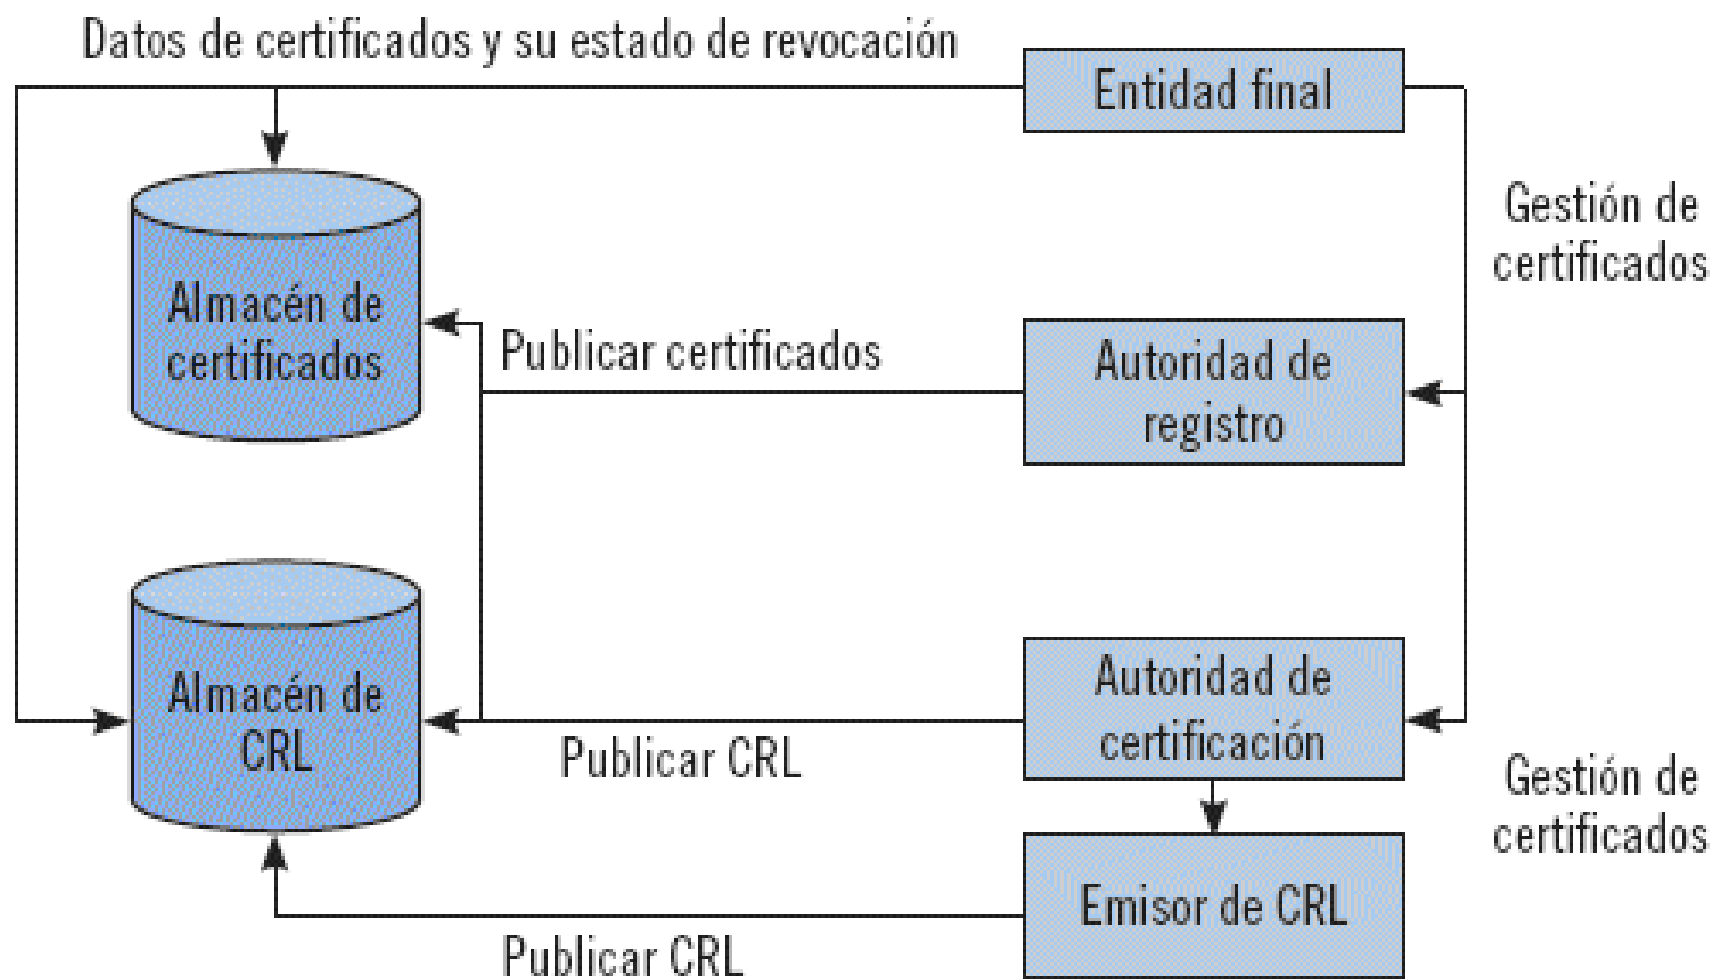 Datos de certificados y su estado de revocación
Entidad final
Gestión de
certificados
Almacén de
certificados
Publicar certificados
Autoridad de
registro
Almacén de
CRL
Publicar CRL
Autoridad de
certificación
Gestión de
certificados
Emisor de CRL
Publicar CRL